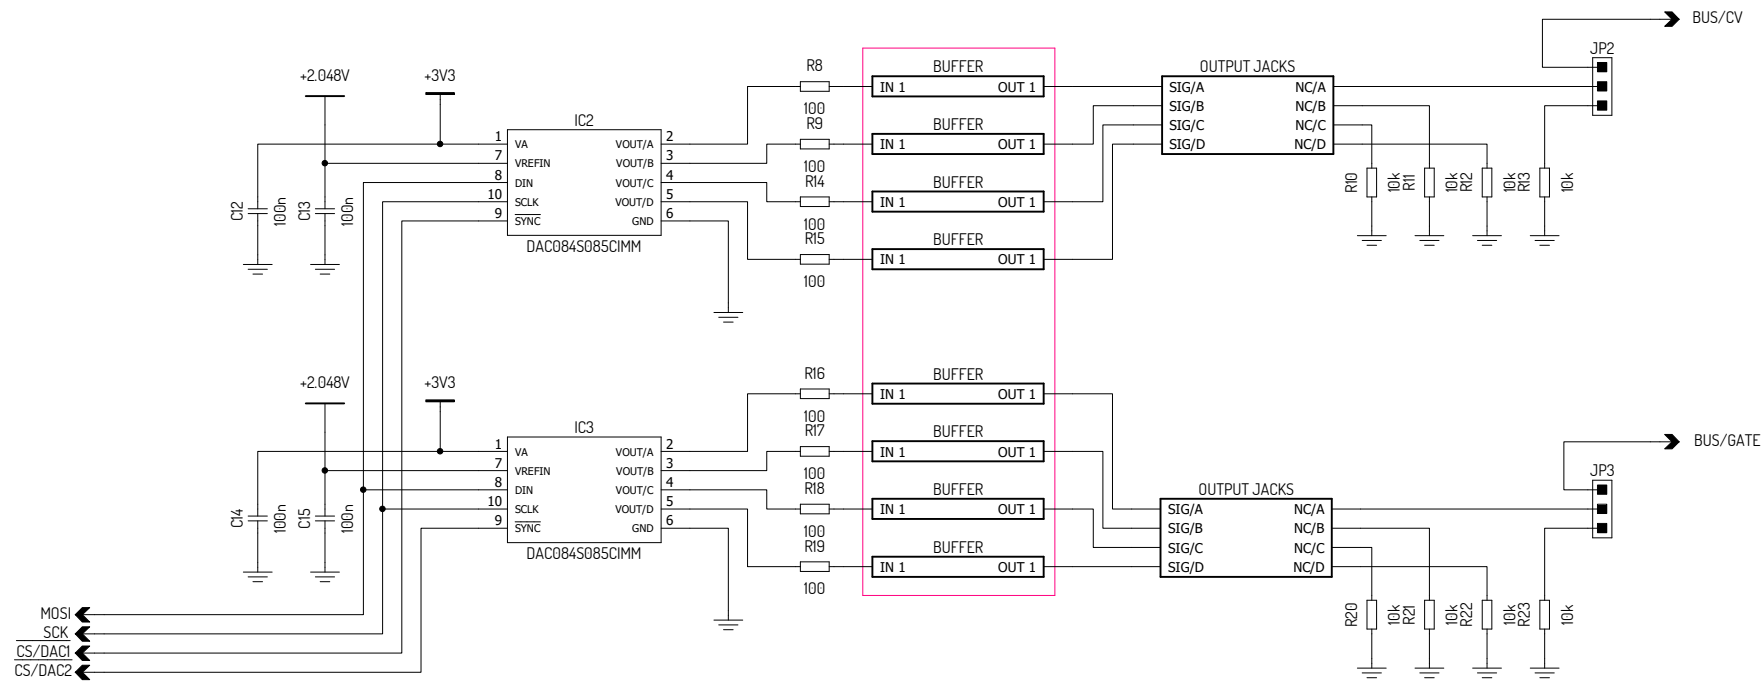 BUS/CV
JP2
+2.048V
+3V3
R8
100
BUFFER
IN 1 OUT 1
OUTPUT JACKS
SIG/A NC/A
SIG/B NC/B
SIG/C NC/C
SIG/D NC/D
IC2
1 VA VOUT/A 2
7 VREFIN VOUT/B 3
8 DIN VOUT/C 4
10 SCLK VOUT/D 5
9 SYNC GND 6
DAC084S085CIMM
R9
100
BUFFER
IN 1 OUT 1
R14
100
BUFFER
IN 1 OUT 1
R15
100
BUFFER
IN 1 OUT 1
C12
100n
C13
100n
R10
10k
R11
10k
R12
10k
R13
10k
+2.048V
+3V3
R16
100
BUFFER
IN 1 OUT 1
BUS/GATE
JP3
IC3
1 VA VOUT/A 2
7 VREFIN VOUT/B 3
8 DIN VOUT/C 4
10 SCLK VOUT/D 5
9 SYNC GND 6
DAC084S085CIMM
R17
100
BUFFER
IN 1 OUT 1
R18
100
BUFFER
IN 1 OUT 1
R19
100
BUFFER
IN 1 OUT 1
OUTPUT JACKS
SIG/A NC/A
SIG/B NC/B
SIG/C NC/C
SIG/D NC/D
C14
100n
C15
100n
R20
10k
R21
10k
R22
10k
R23
10k
MOSI
SCK
CS/DAC1
CS/DAC2